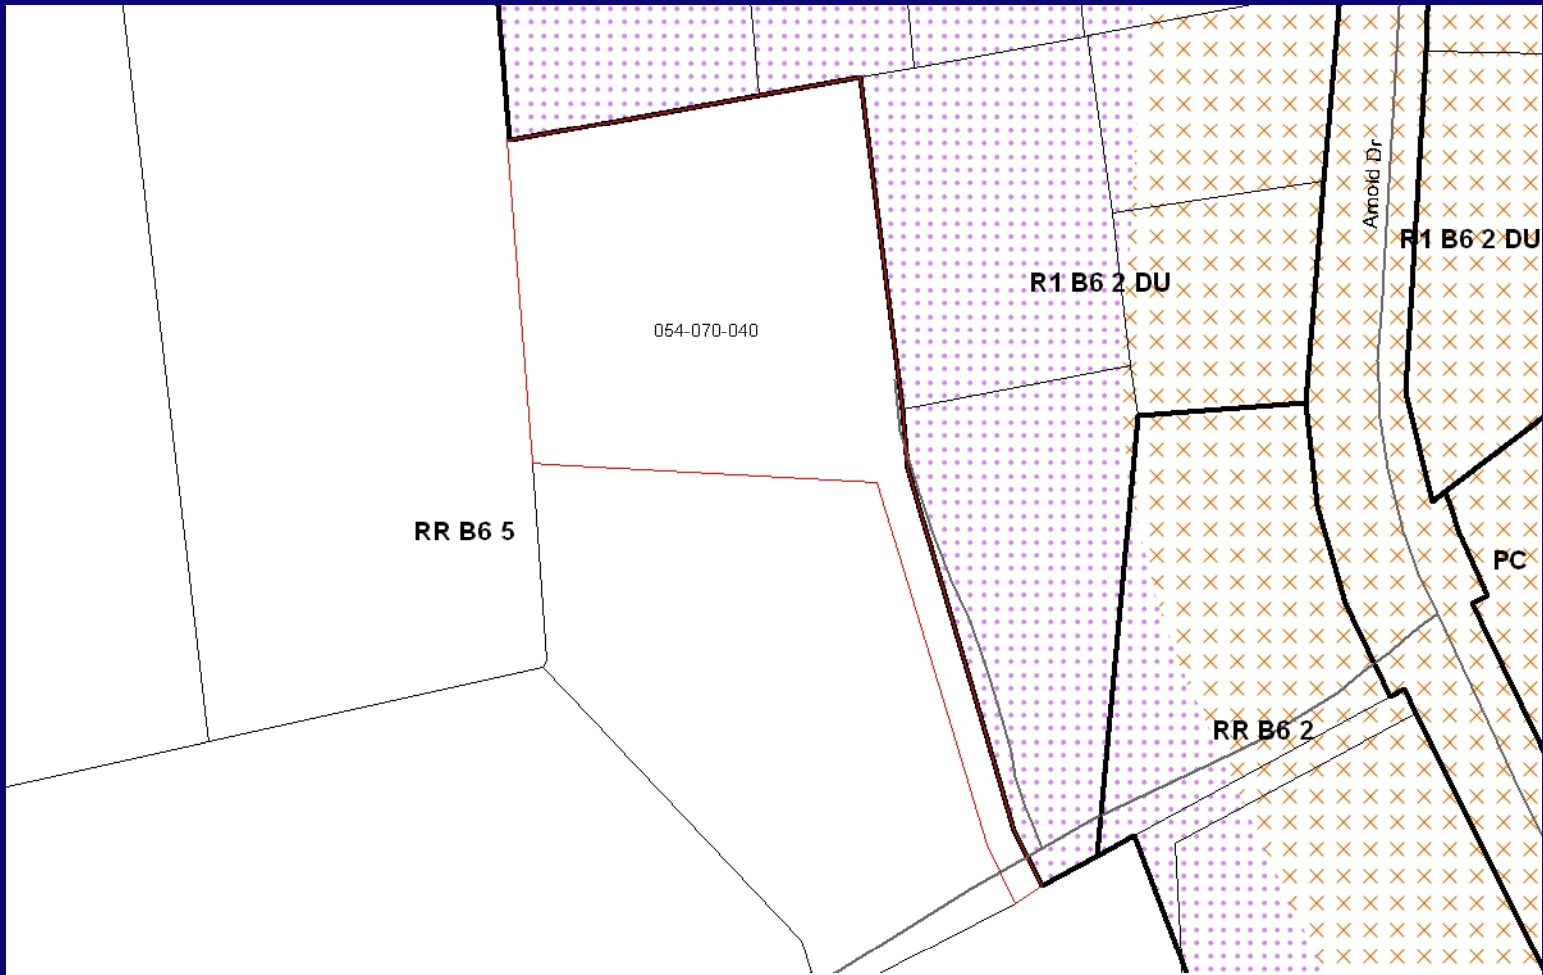 Arnold Dr
R1 B6 2 DU
R1 B6 2 DU
054-070-040
RR B6 5
PC
RR B6 2